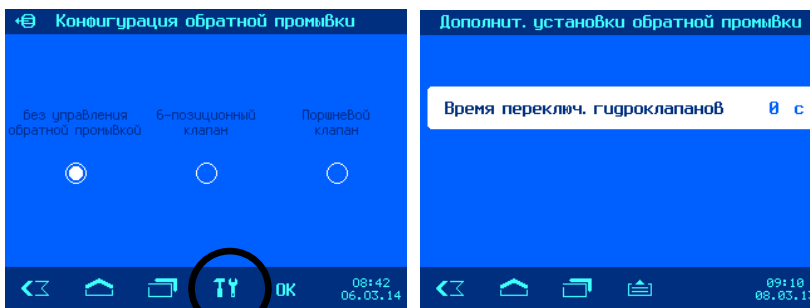 Конфигурация обратной промывки
без управления обратной промывкой
6-позиционный клапан
Поршневой клапан
OK
08:42
06.03.14
Дополнит. установки обратной промывки
Время переключ. гидроклапанов 0 с
09:10